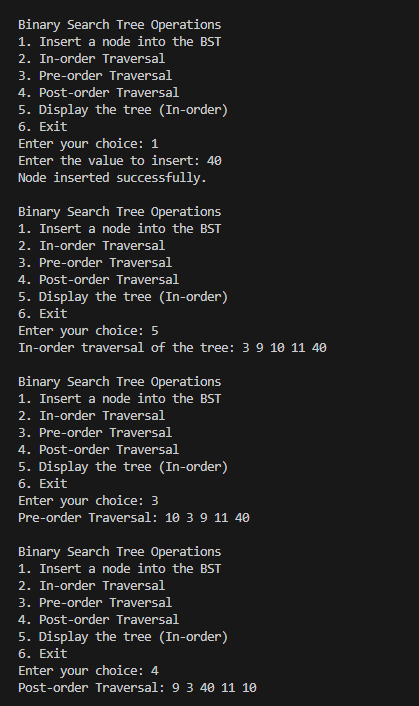 Binary Search Tree Operations
1. Insert a node into the BST
2. In-order Traversal
3. Pre-order Traversal
4. Post-order Traversal
5. Display the tree (In-order)
6. Exit
Enter your choice: 1
Enter the value to insert: 40
Node inserted successfully.

Binary Search Tree Operations
1. Insert a node into the BST
2. In-order Traversal
3. Pre-order Traversal
4. Post-order Traversal
5. Display the tree (In-order)
6. Exit
Enter your choice: 5
In-order traversal of the tree: 3 9 10 11 40

Binary Search Tree Operations
1. Insert a node into the BST
2. In-order Traversal
3. Pre-order Traversal
4. Post-order Traversal
5. Display the tree (In-order)
6. Exit
Enter your choice: 3
Pre-order Traversal: 10 3 9 11 40

Binary Search Tree Operations
1. Insert a node into the BST
2. In-order Traversal
3. Pre-order Traversal
4. Post-order Traversal
5. Display the tree (In-order)
6. Exit
Enter your choice: 4
Post-order Traversal: 9 3 40 11 10